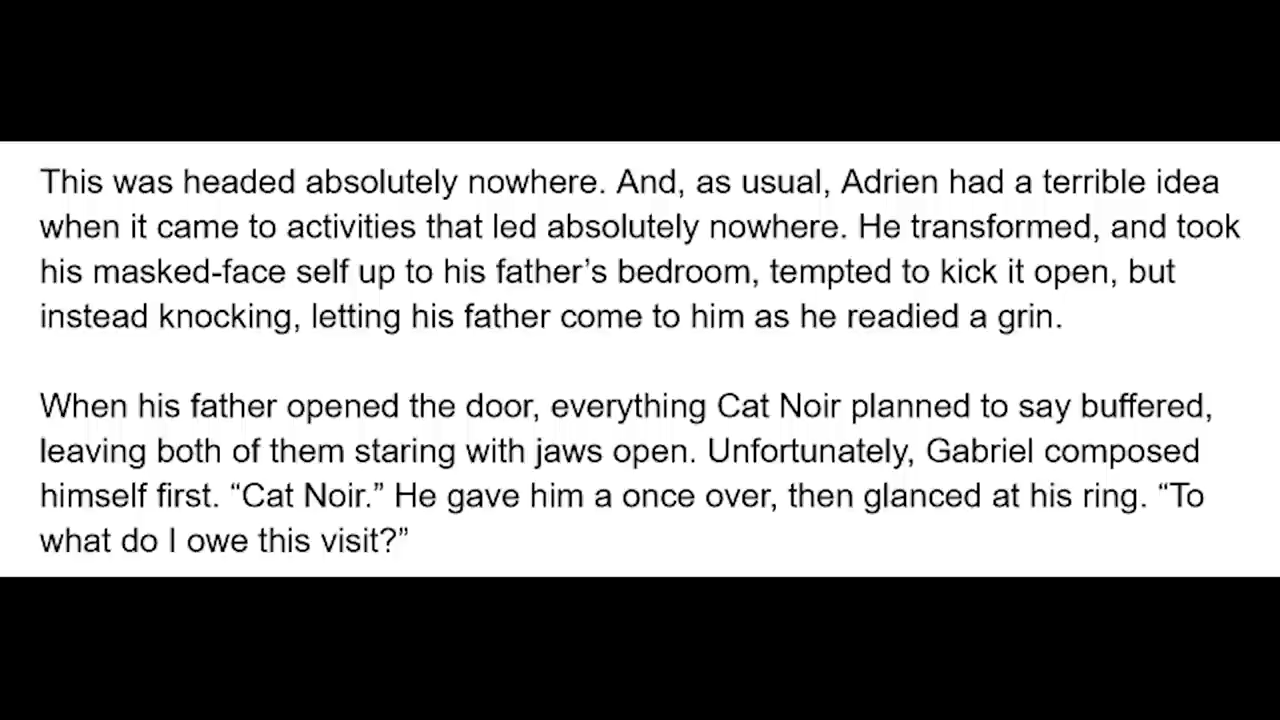 This was headed absolutely nowhere. And, as usual, Adrien had a terrible idea
when it came to activities that led absolutely nowhere. He transformed, and took
his masked-face self up to his father’s bedroom, tempted to kick it open, but
instead knocking, letting his father come to him as he readied a grin.
When his father opened the door, everything Cat Noir planned to say buffered,
leaving both of them staring with jaws open. Unfortunately, Gabriel composed
himself first. “Cat Noir.” He gave him a once over, then glanced at his ring. “To
what do I owe this visit?”